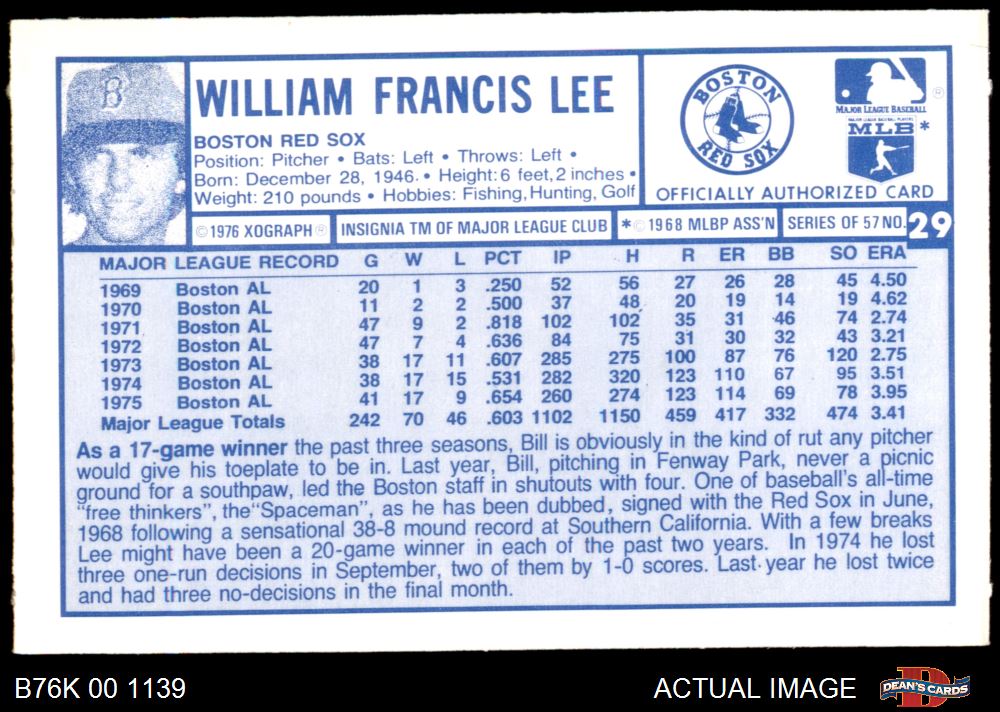 B
WILLIAM FRANCIS LEE
BOSTON RED SOX
Position: Pitcher • Bats: Left • Throws: Left •
Born: December 28, 1946. • Height: 6 feet, 2 inches •
Weight: 210 pounds • Hobbies: Fishing, Hunting, Golf
BOSTON
RED SOX
®
MAJOR LEAGUE BASEBALL
MAJOR LEAGUE BASEBALL PLAYERS
MLB *
OFFICIALLY AUTHORIZED CARD
© 1976 XOGRAPH ®
INSIGNIA TM OF MAJOR LEAGUE CLUB
* © 1968 MLBP ASS'N
SERIES OF 57 NO. 29
MAJOR LEAGUE RECORD G W L PCT IP H R ER BB SO ERA
1969 Boston AL 20 1 3 .250 52 56 27 26 28 45 4.50
1970 Boston AL 11 2 2 .500 37 48 20 19 14 19 4.62
1971 Boston AL 47 9 2 .818 102 102 35 31 46 74 2.74
1972 Boston AL 47 7 4 .636 84 75 31 30 32 43 3.21
1973 Boston AL 38 17 11 .607 285 275 100 87 76 120 2.75
1974 Boston AL 38 17 15 .531 282 320 123 110 67 95 3.51
1975 Boston AL 41 17 9 .654 260 274 123 114 69 78 3.95
Major League Totals 242 70 46 .603 1102 1150 459 417 332 474 3.41
As a 17-game winner the past three seasons, Bill is obviously in the kind of rut any pitcher
would give his toeplate to be in. Last year, Bill, pitching in Fenway Park, never a picnic
ground for a southpaw, led the Boston staff in shutouts with four. One of baseball's all-time
"free thinkers", the "Spaceman", as he has been dubbed, signed with the Red Sox in June,
1968 following a sensational 38-8 mound record at Southern California. With a few breaks
Lee might have been a 20-game winner in each of the past two years. In 1974 he lost
three one-run decisions in September, two of them by 1-0 scores. Last year he lost twice
and had three no-decisions in the final month.
B76K 00 1139
ACTUAL IMAGE
D
DEAN'S CARDS